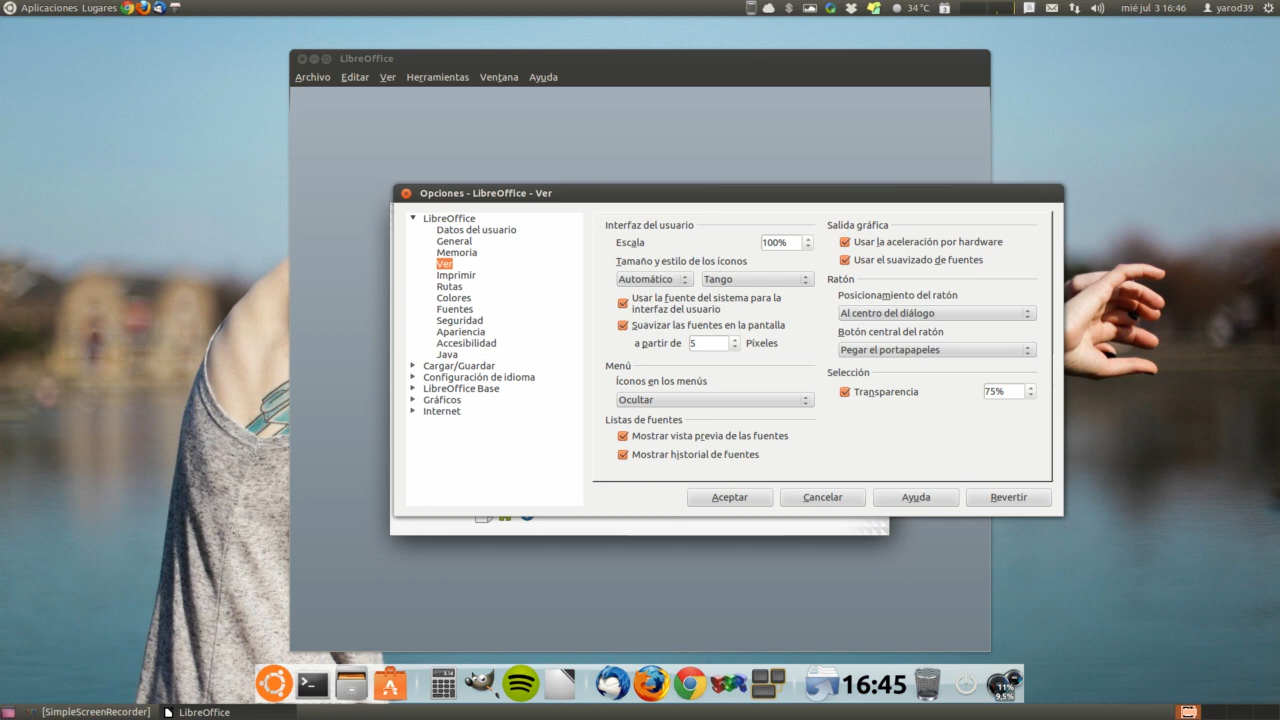 Aplicaciones Lugares
34 °C
mié jul 3 16:46
yarod39
LibreOffice
Archivo Editar Ver Herramientas Ventana Ayuda
Opciones - LibreOffice - Ver
LibreOffice
Datos del usuario
General
Memoria
Ver
Imprimir
Rutas
Colores
Fuentes
Seguridad
Apariencia
Accesibilidad
Java
Cargar/Guardar
Configuración de idioma
LibreOffice Base
Gráficos
Internet
Interfaz del usuario
Escala 100%
Tamaño y estilo de los íconos
Automático Tango
Usar la fuente del sistema para la
interfaz del usuario
Suavizar las fuentes en la pantalla
a partir de 5 Píxeles
Menú
Íconos en los menús
Ocultar
Listas de fuentes
Mostrar vista previa de las fuentes
Mostrar historial de fuentes
Salida gráfica
Usar la aceleración por hardware
Usar el suavizado de fuentes
Ratón
Posicionamiento del ratón
Al centro del diálogo
Botón central del ratón
Pegar el portapapeles
Selección
Transparencia 75%
Aceptar Cancelar Ayuda Revertir
16:45
11%
9,5%
[SimpleScreenRecorder]
LibreOffice